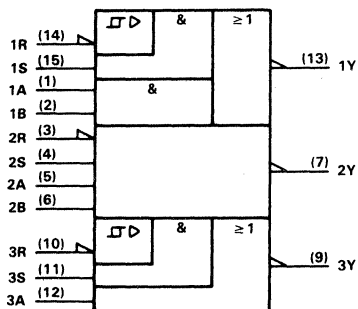 & ≥1
1R (14)
1S (15)
(13) 1Y
1A (1)
&
1B (2)
2R (3)
2S (4)
(7) 2Y
2A (5)
2B (6)
& ≥1
3R (10)
(9) 3Y
3S (11)
3A (12)